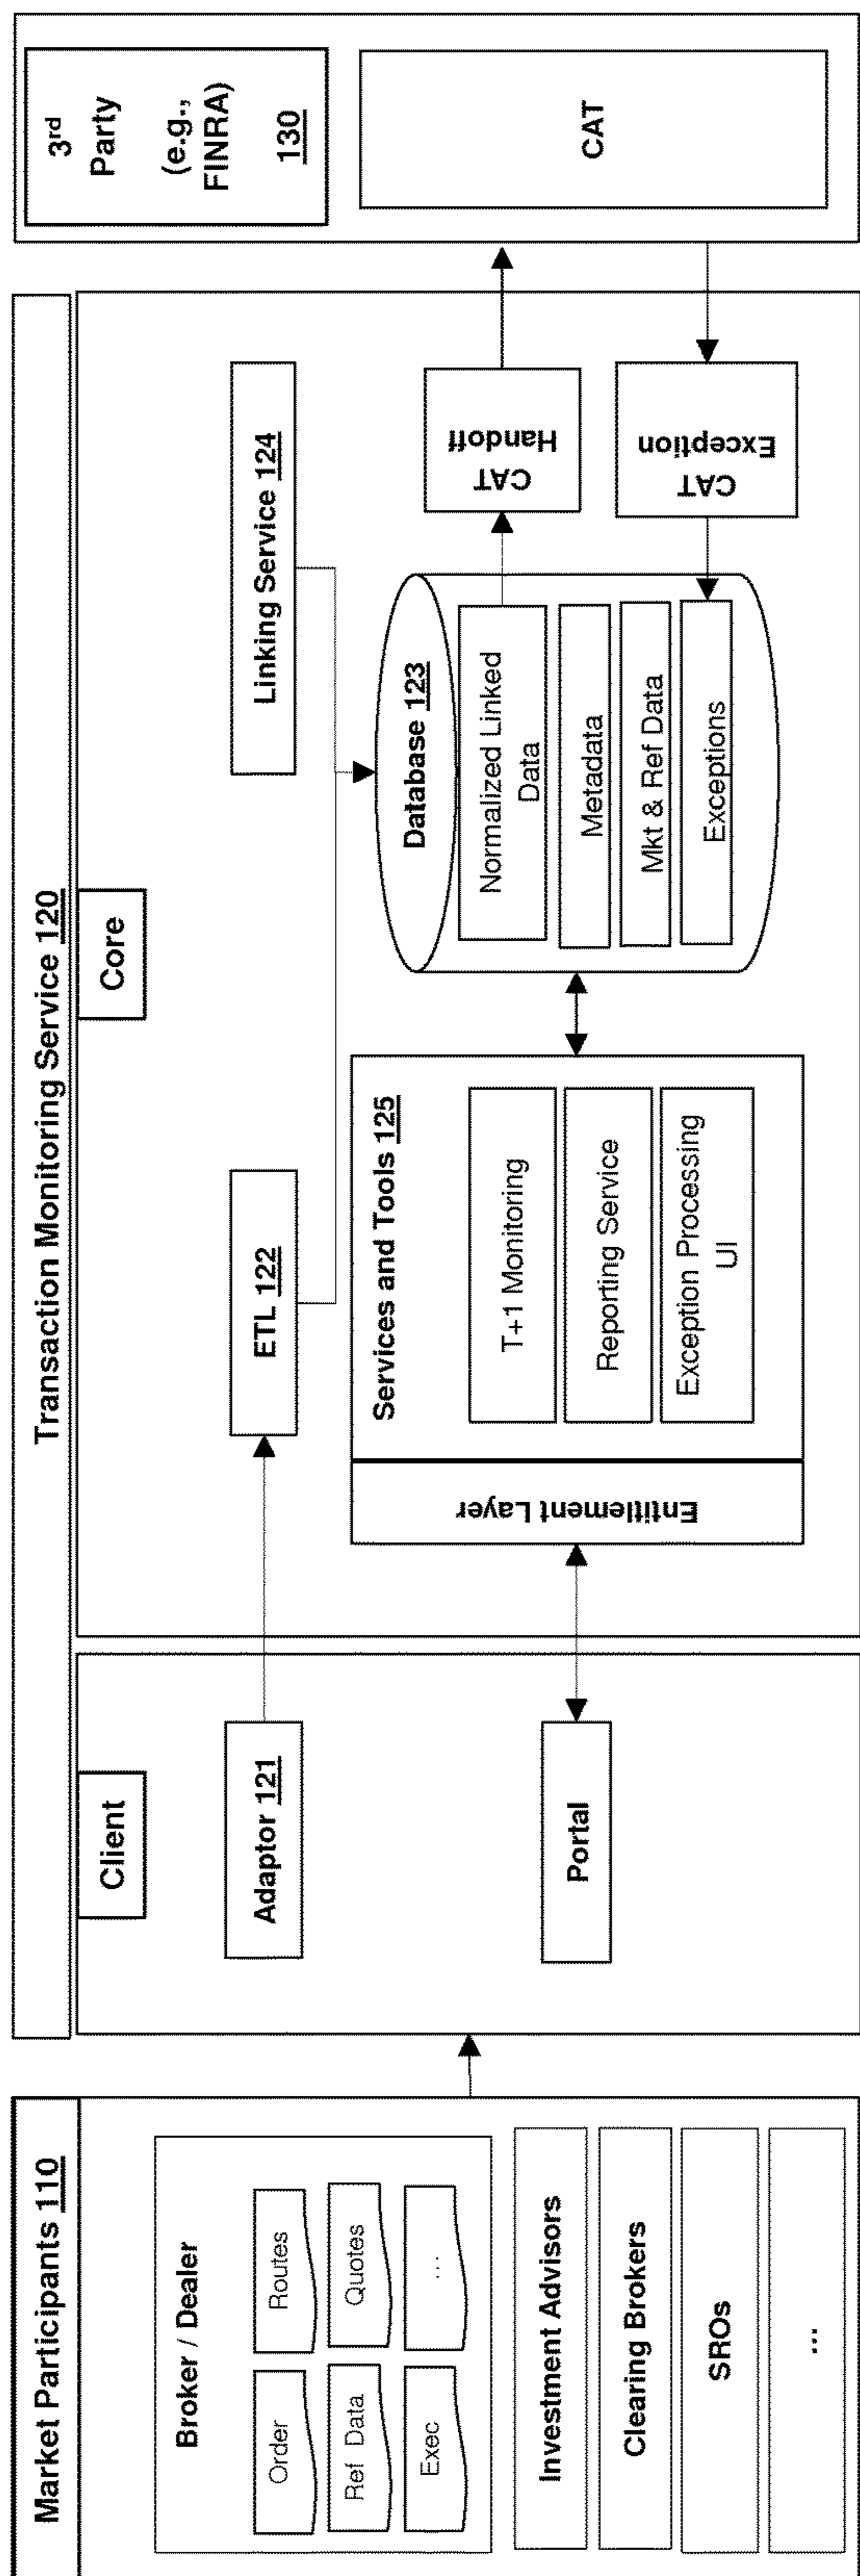 Market Participants 110
Broker / Dealer
Order
Routes
Ref Data
Quotes
Exec
...
Investment Advisors
Clearing Brokers
SROs
...
Transaction Monitoring Service 120
Client
Adaptor 121
Portal
Core
ETL 122
Linking Service 124
Entitlement Layer
Services and Tools 125
T+1 Monitoring
Reporting Service
Exception Processing
UI
Database 123
Normalized Linked
Data
Metadata
Mkt & Ref Data
Exceptions
CAT
Handoff
CAT
Exception
3rd
Party
(e.g.,
FINRA)
130
CAT